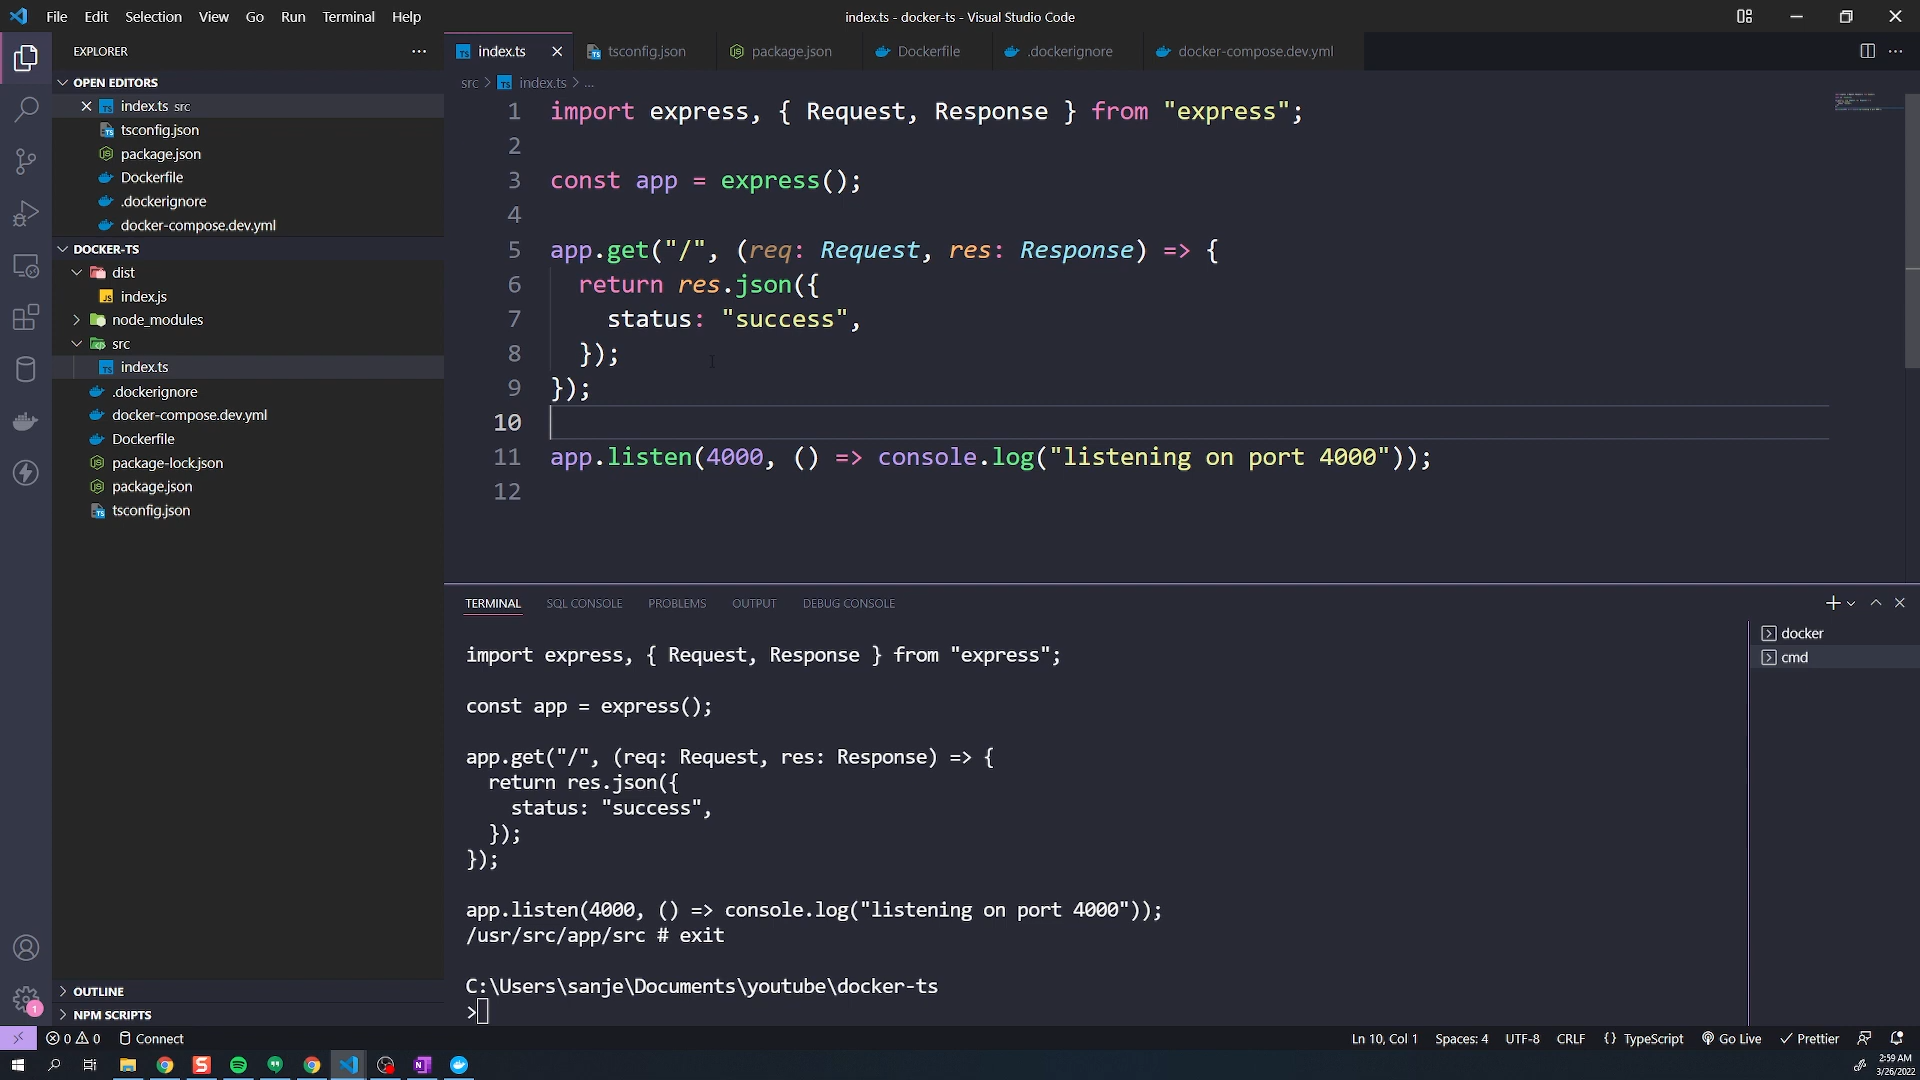 File Edit Selection View Go Run Terminal Help
index.ts - docker-ts - Visual Studio Code
EXPLORER
OPEN EDITORS
index.ts src
tsconfig.json
package.json
Dockerfile
.dockerignore
docker-compose.dev.yml
DOCKER-TS
dist
index.js
node_modules
src
index.ts
.dockerignore
docker-compose.dev.yml
Dockerfile
package-lock.json
package.json
tsconfig.json
OUTLINE
NPM SCRIPTS
index.ts tsconfig.json package.json Dockerfile .dockerignore docker-compose.dev.yml
src > index.ts > ...
1 import express, { Request, Response } from "express";
2
3 const app = express();
4
5 app.get("/", (req: Request, res: Response) => {
6 return res.json({
7 status: "success",
8 });
9 });
10
11 app.listen(4000, () => console.log("listening on port 4000"));
12
TERMINAL SQL CONSOLE PROBLEMS OUTPUT DEBUG CONSOLE
import express, { Request, Response } from "express";
const app = express();
app.get("/", (req: Request, res: Response) => {
return res.json({
status: "success",
});
});
app.listen(4000, () => console.log("listening on port 4000"));
/usr/src/app/src # exit
C:\Users\sanje\Documents\youtube\docker-ts
>
docker
cmd
1
0 0 Connect
Ln 10, Col 1 Spaces: 4 UTF-8 CRLF {} TypeScript Go Live Prettier
2:59 AM
3/26/2022